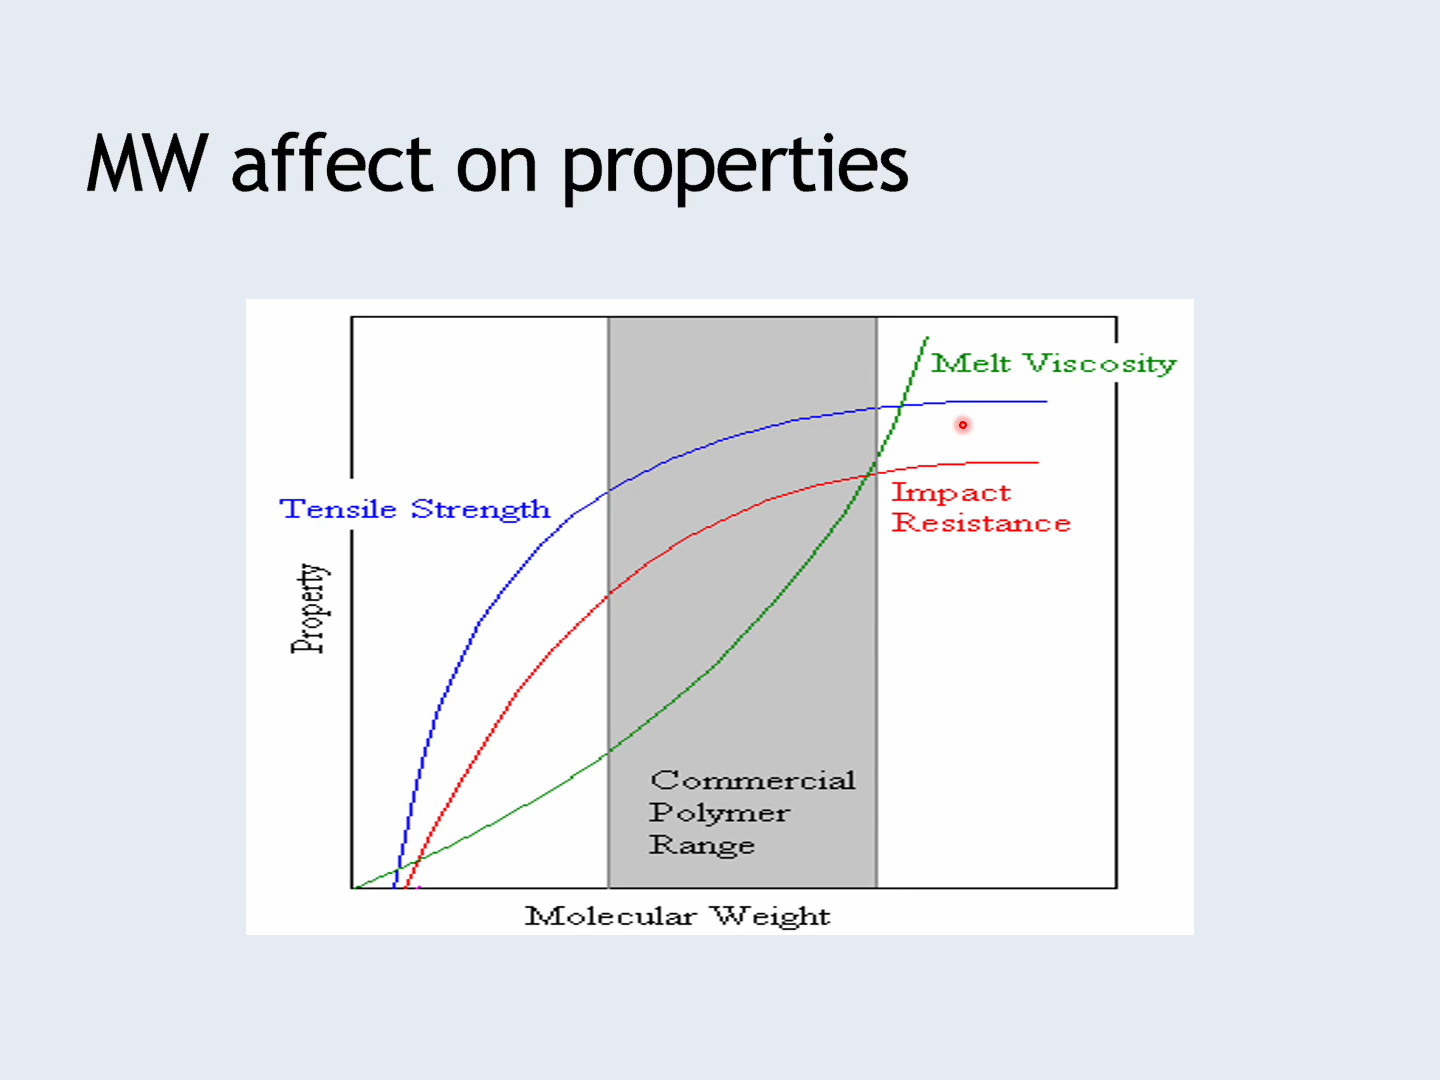 MW affect on properties
Melt Viscosity
Tensile Strength
Impact
Resistance
Property
Commercial
Polymer
Range
Molecular Weight